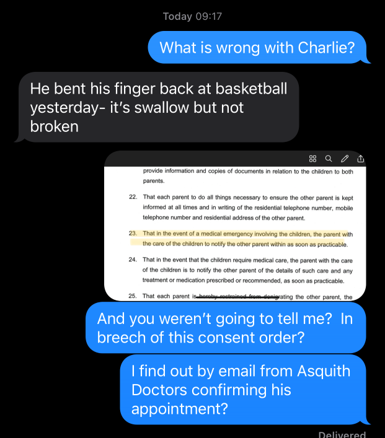 Today 09:17
What is wrong with Charlie?
He bent his finger back at basketball
yesterday- it's swallow but not
broken
provide information and copies of documents in relation to the children to both
parents.
22. That each parent to do all things necessary to ensure the other parent is kept
informed at all times and in writing of the residential telephone number, mobile
telephone number and residential address of the other parent.
23. That in the event of a medical emergency involving the children, the parent with
the care of the children to notify the other parent within as soon as practicable.
24. That in the event that the children require medical care, the parent with the care
of the children is to notify the other parent of the details of such care and any
treatment or medication prescribed or recommended, as soon as practicable.
25. That each parent is hereby restrained from denigrating the other parent, the
And you weren't going to tell me? In
breech of this consent order?
I find out by email from Asquith
Doctors confirming his
appointment?
Delivered